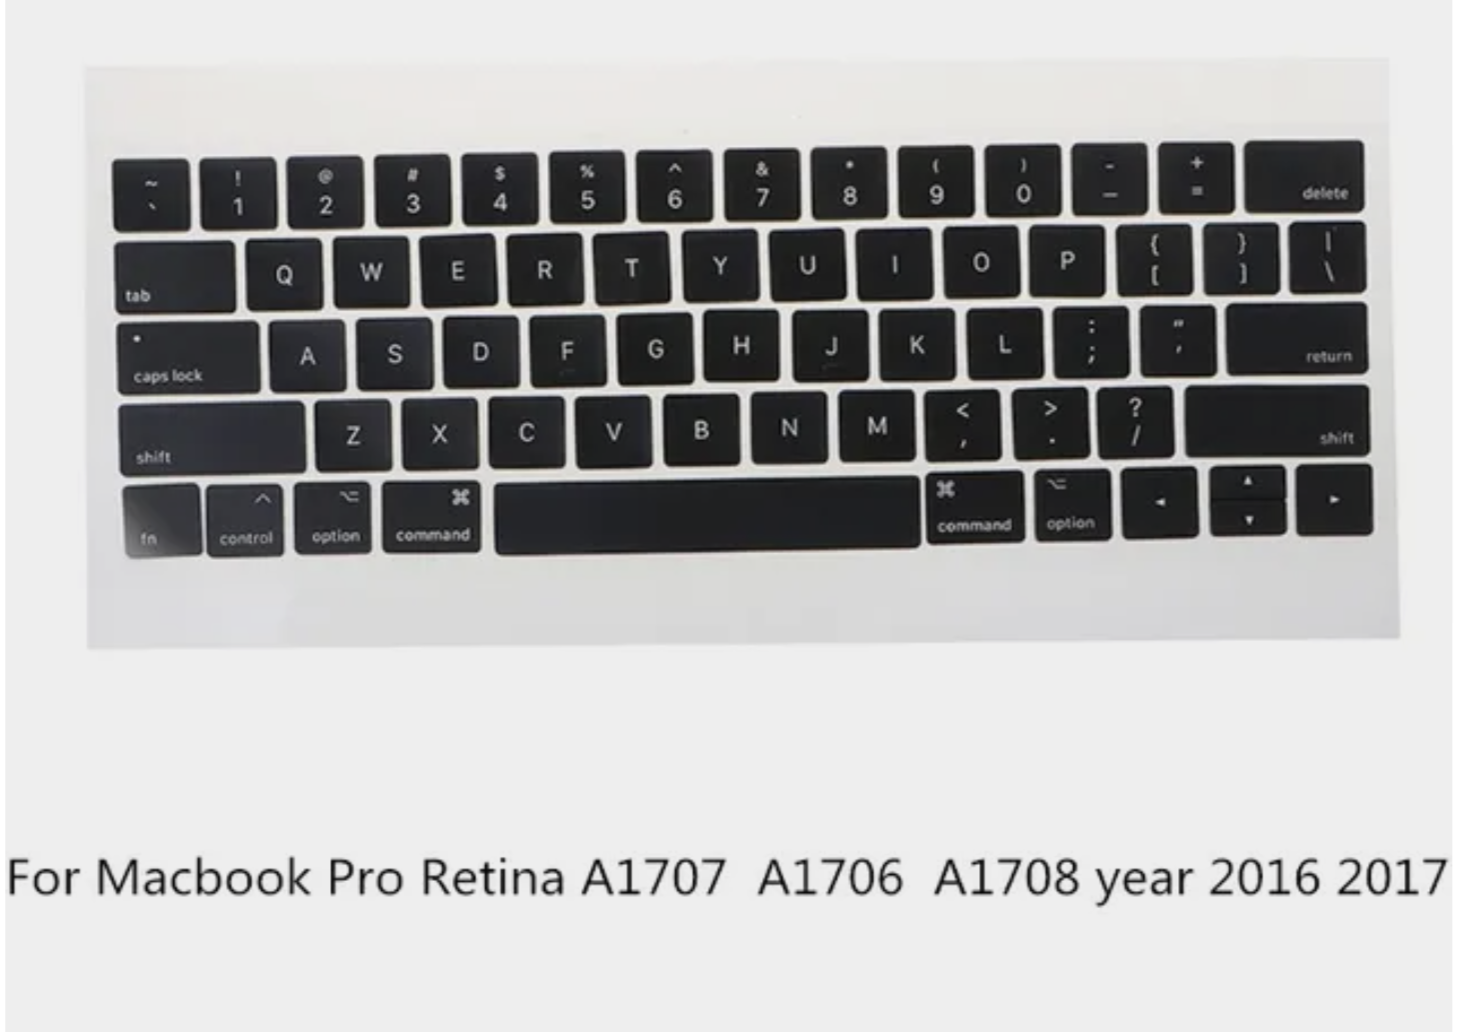 ~ ! @ # $ % ^ & * ( ) - +
` 1 2 3 4 5 6 7 8 9 0 _ = delete
tab Q W E R T Y U I O P { [ } ] | \
caps lock A S D F G H J K L : ; " ' return
shift Z X C V B N M < , > . ? / shift
fn ^ control ⌥ option ⌘ command ⌘ command ⌥ option ◄ ▲ ▼ ►
For Macbook Pro Retina A1707 A1706 A1708 year 2016 2017